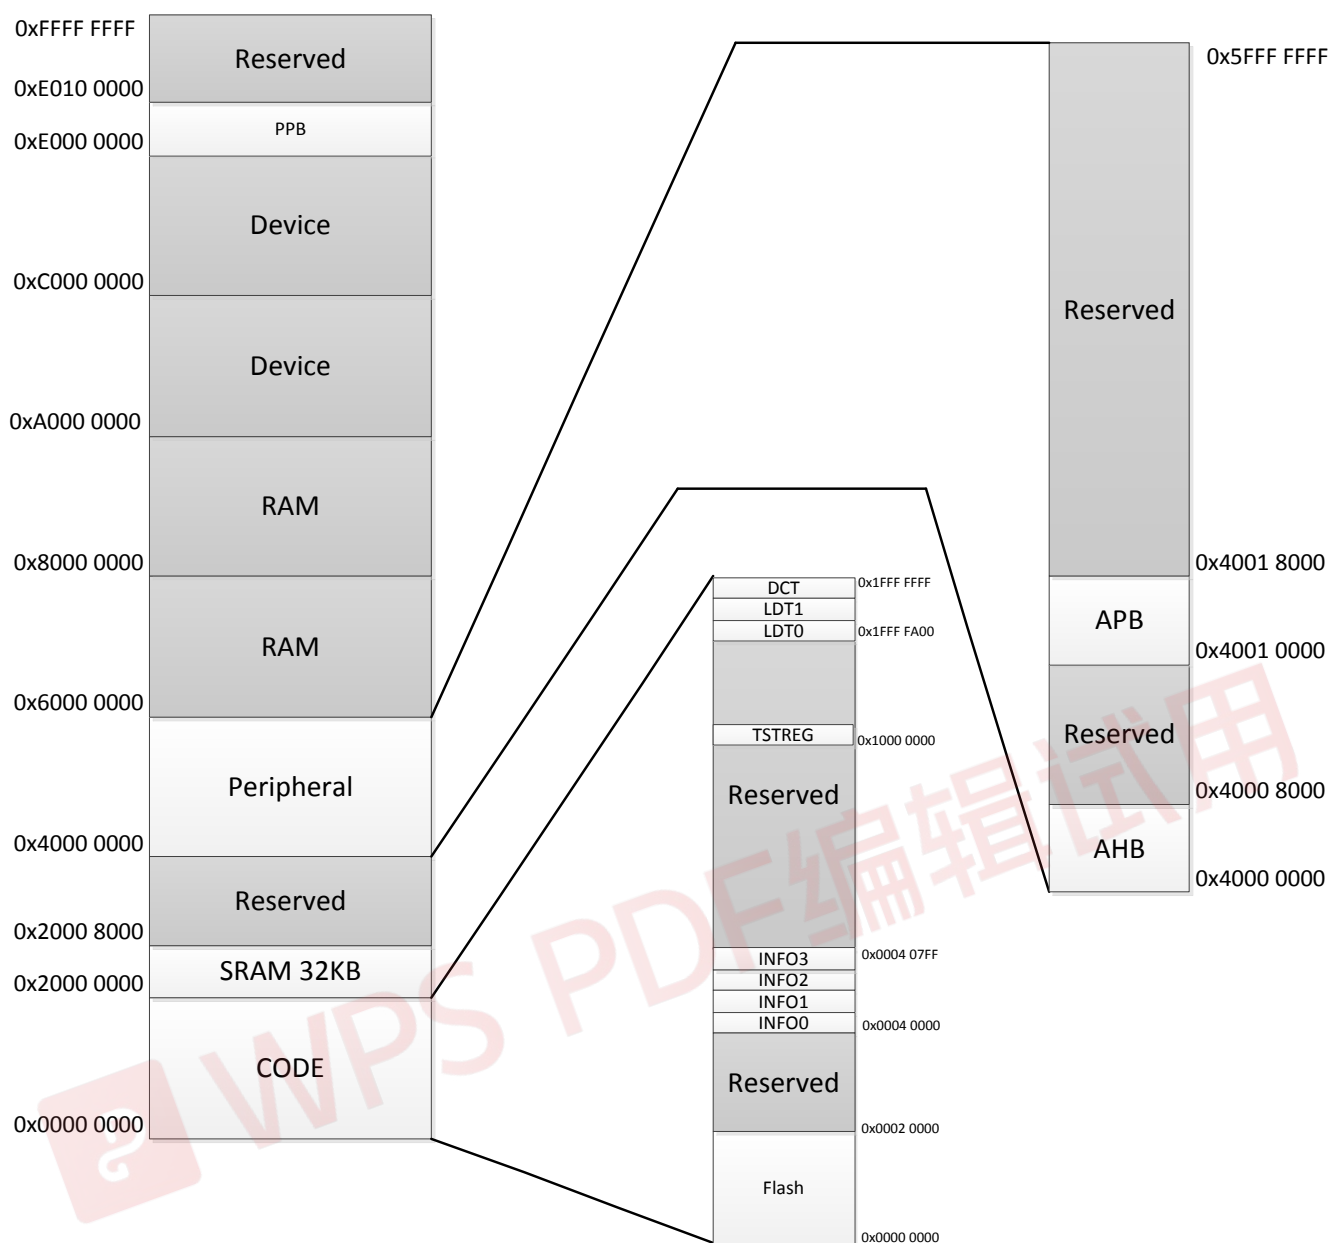 0xFFFF FFFF
Reserved
0xE010 0000
PPB
0xE000 0000
Device
0xC000 0000
Device
0xA000 0000
RAM
0x8000 0000
RAM
0x6000 0000
Peripheral
0x4000 0000
Reserved
0x2000 8000
SRAM 32KB
0x2000 0000
CODE
0x0000 0000
DCT
0x1FFF FFFF
LDT1
LDT0
0x1FFF FA00
TSTREG
0x1000 0000
Reserved
INFO3
0x0004 07FF
INFO2
INFO1
INFO0
0x0004 0000
Reserved
0x0002 0000
Flash
0x0000 0000
0x5FFF FFFF
Reserved
0x4001 8000
APB
0x4001 0000
Reserved
0x4000 8000
AHB
0x4000 0000
WPS PDF编辑试用